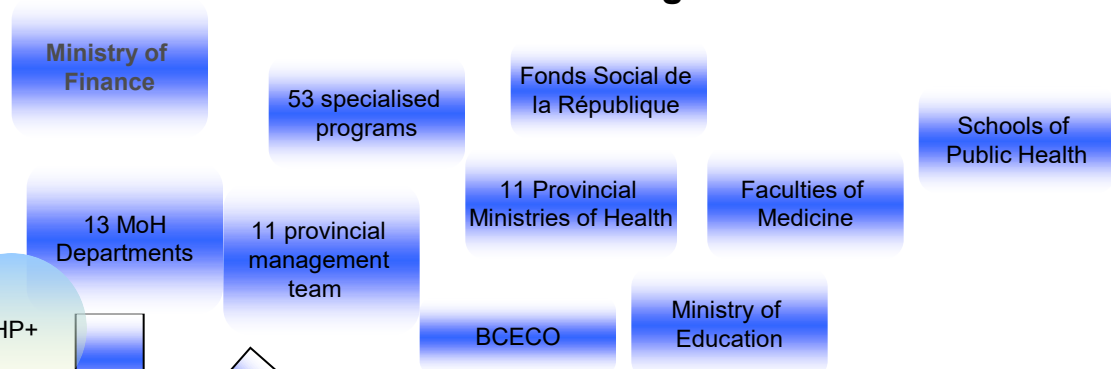 Ministry of
Finance
53 specialised
programs
Fonds Social de
la République
Schools of
Public Health
13 MoH
Departments
11 provincial
management
team
11 Provincial
Ministries of Health
Faculties of
Medicine
HP+
BCECO
Ministry of
Education